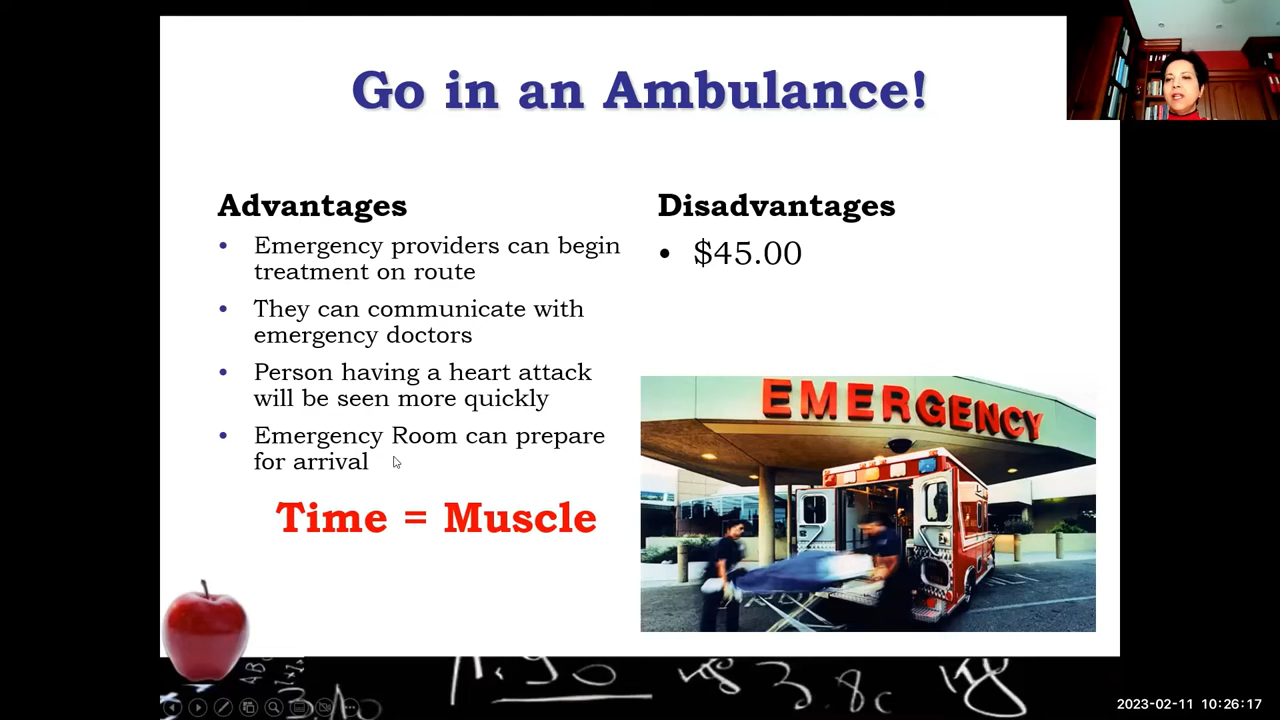 Go in an Ambulance!
Advantages
• Emergency providers can begin
treatment on route
• They can communicate with
emergency doctors
• Person having a heart attack
will be seen more quickly
• Emergency Room can prepare
for arrival
Time = Muscle
Disadvantages
• $45.00
EMERGENCY
2023-02-11 10:26:17